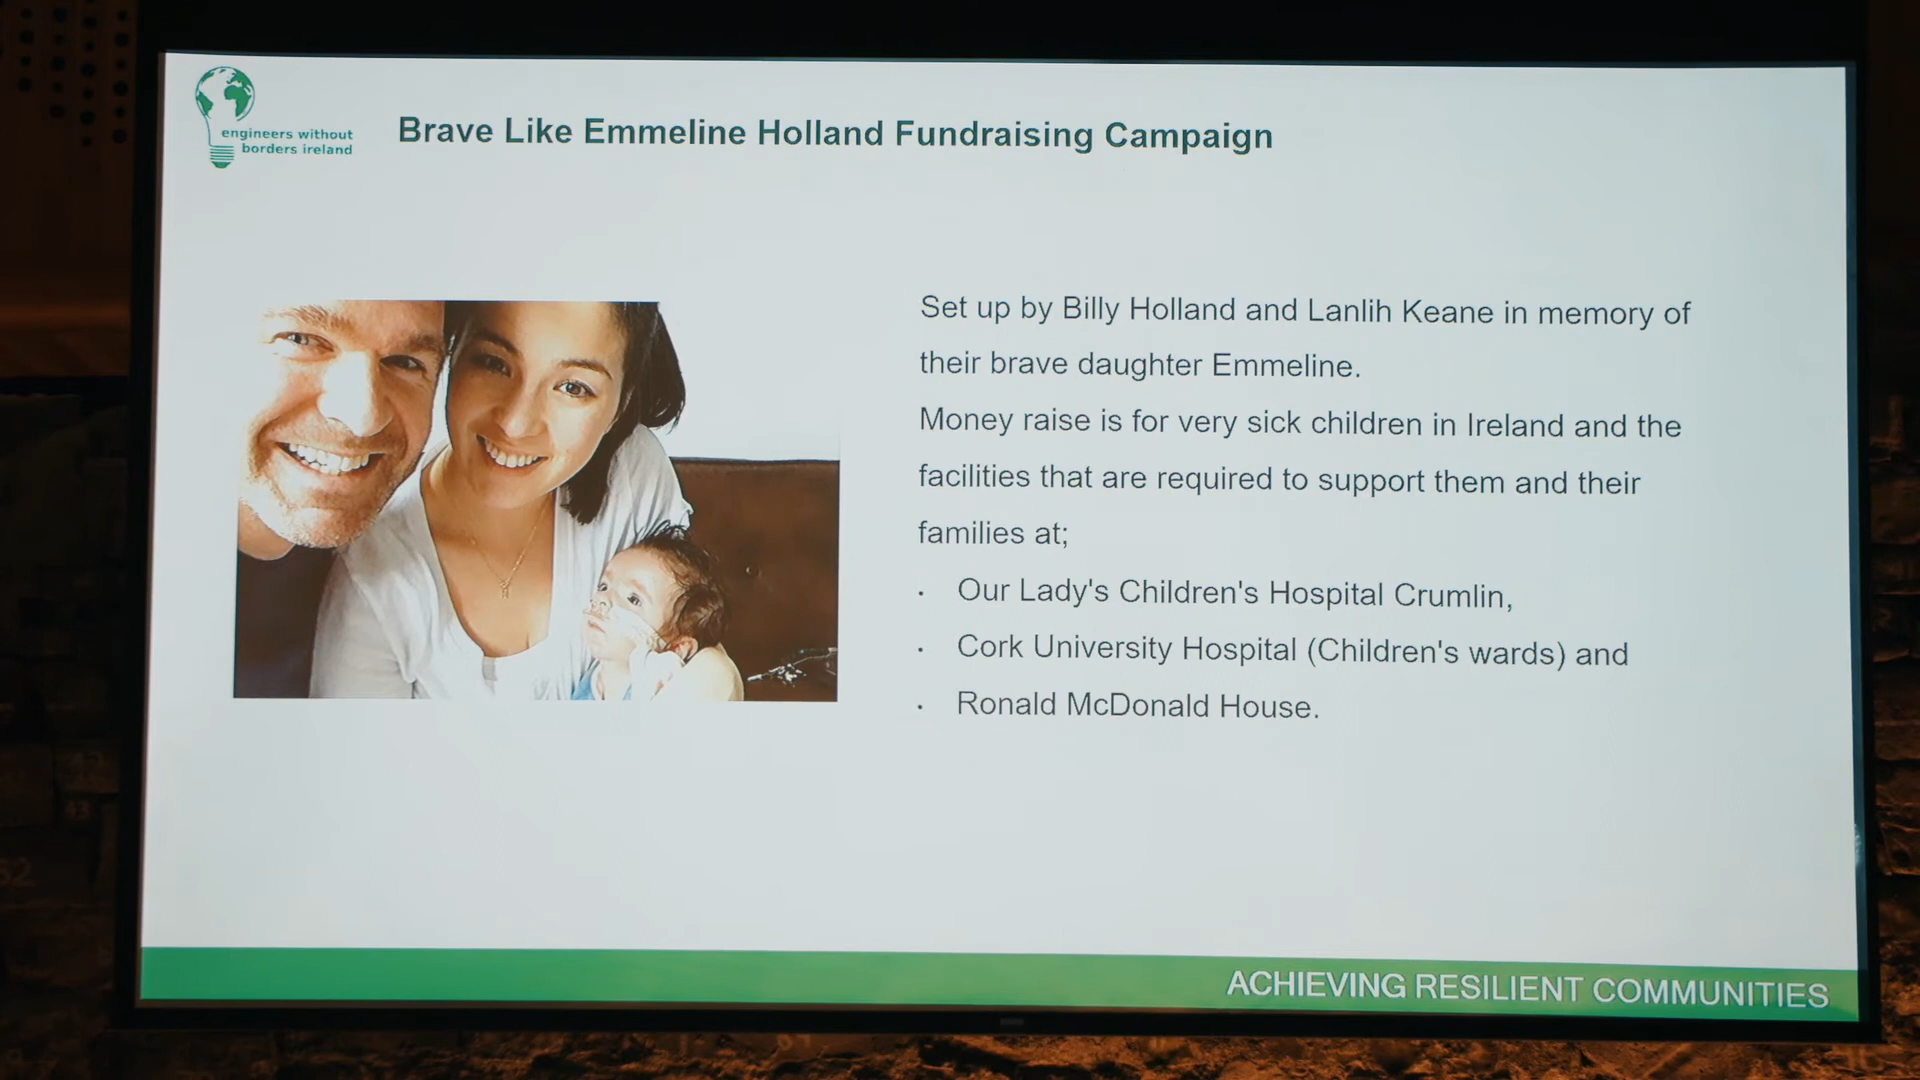 engineers without
borders ireland
Brave Like Emmeline Holland Fundraising Campaign
Set up by Billy Holland and Lanlih Keane in memory of
their brave daughter Emmeline.
Money raise is for very sick children in Ireland and the
facilities that are required to support them and their
families at;
· Our Lady's Children's Hospital Crumlin,
· Cork University Hospital (Children's wards) and
· Ronald McDonald House.
ACHIEVING RESILIENT COMMUNITIES